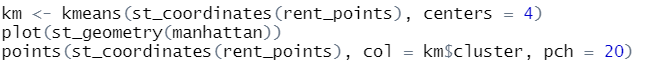 km <- kmeans(st_coordinates(rent_points), centers = 4)
plot(st_geometry(manhattan))
points(st_coordinates(rent_points), col = km$cluster, pch = 20)